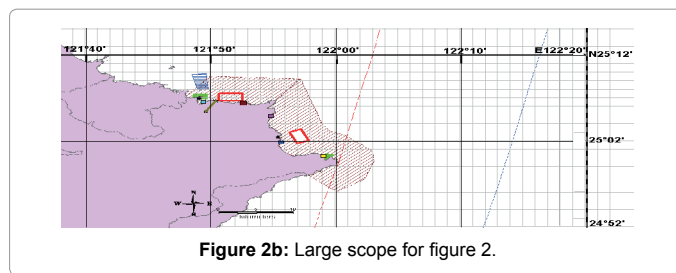 121°40' 121°50' 122°00' 122°10' E122°20'
N25°12'
25°02'
N
W E
S
24°52'
Figure 2b: Large scope for figure 2.